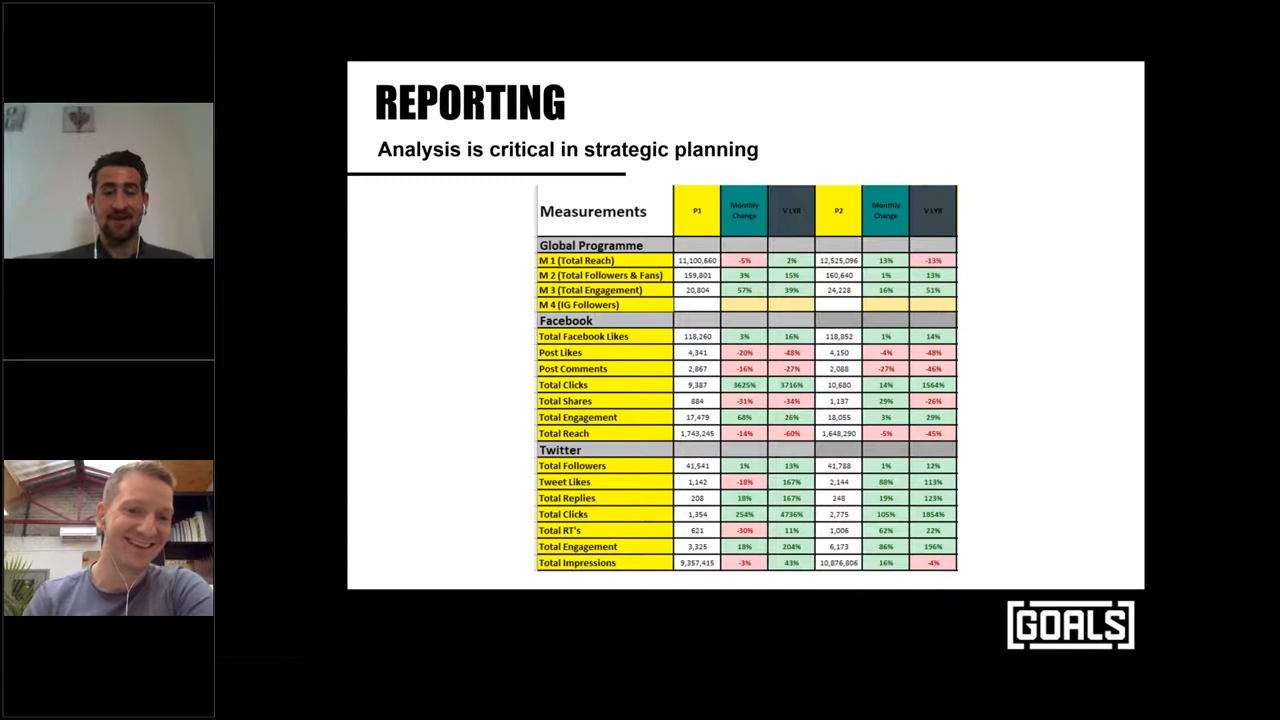 REPORTING
Analysis is critical in strategic planning
Measurements P1 Monthly Change V LYR P2 Monthly Change V LYR
Global Programme
M 1 (Total Reach) 11,100,660 -5% 2% 12,525,096 13% -13%
M 2 (Total Followers & Fans) 159,801 3% 15% 160,640 1% 13%
M 3 (Total Engagement) 20,804 57% 39% 24,228 16% 51%
M 4 (IG Followers)
Facebook
Total Facebook Likes 118,260 3% 16% 118,852 1% 14%
Post Likes 4,341 -20% -48% 4,150 -4% -48%
Post Comments 2,867 -16% -27% 2,088 -27% -46%
Total Clicks 9,387 3625% 3716% 10,680 14% 1564%
Total Shares 884 -31% -34% 1,137 29% -26%
Total Engagement 17,479 68% 26% 18,055 3% 29%
Total Reach 1,743,245 -14% -60% 1,648,290 -5% -45%
Twitter
Total Followers 41,541 1% 13% 41,788 1% 12%
Tweet Likes 1,142 -18% 167% 2,144 88% 113%
Total Replies 208 18% 167% 248 19% 123%
Total Clicks 1,354 254% 4736% 2,775 105% 1854%
Total RT's 621 -30% 11% 1,006 62% 22%
Total Engagement 3,325 18% 204% 6,173 86% 196%
Total Impressions 9,357,415 -3% 43% 10,876,806 16% -4%
[GOALS]